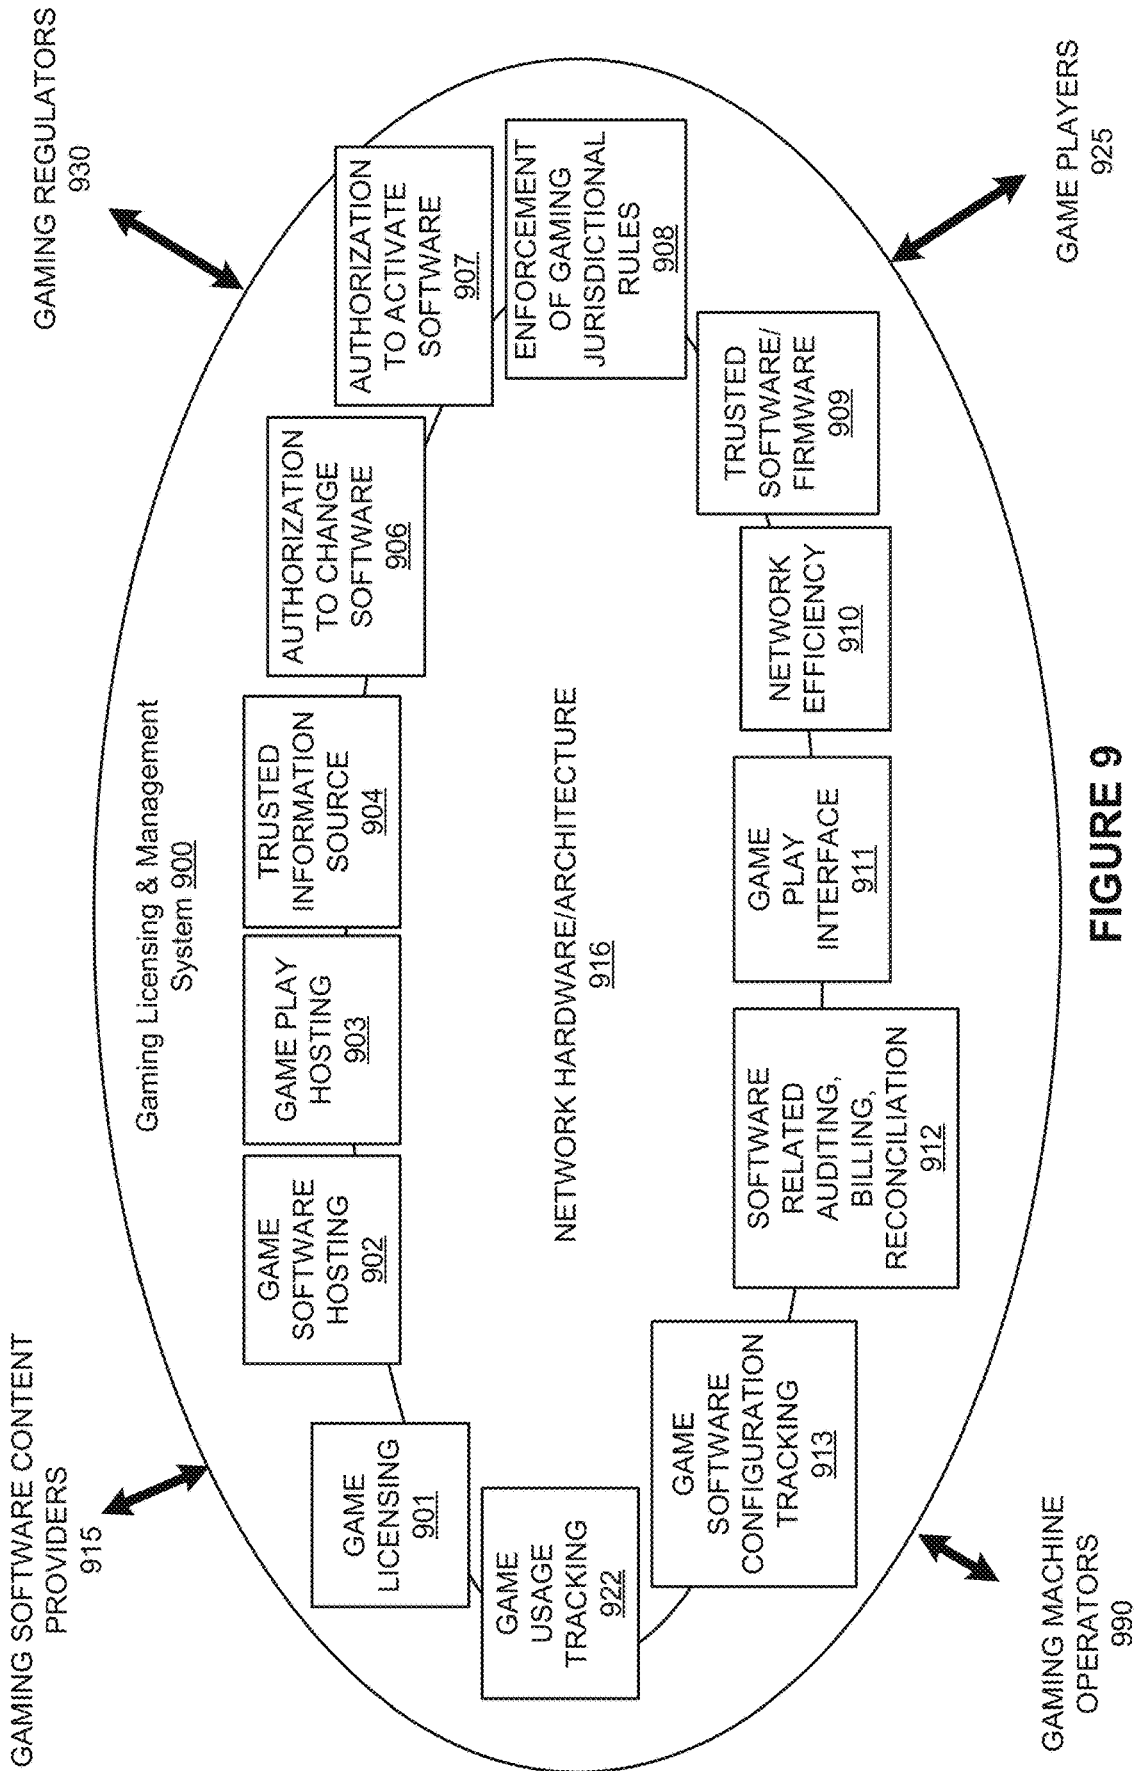 GAMING SOFTWARE CONTENT
PROVIDERS
915
GAMING REGULATORS
930
Gaming Licensing & Management
System 900
GAME
LICENSING
901
GAME
SOFTWARE
HOSTING
902
GAME PLAY
HOSTING
903
TRUSTED
INFORMATION
SOURCE
904
AUTHORIZATION
TO CHANGE
SOFTWARE
906
AUTHORIZATION
TO ACTIVATE
SOFTWARE
907
ENFORCEMENT
OF GAMING
JURISDICTIONAL
RULES
908
GAME
USAGE
TRACKING
922
NETWORK HARDWARE/ARCHITECTURE
916
GAME
SOFTWARE
CONFIGURATION
TRACKING
913
SOFTWARE
RELATED
AUDITING,
BILLING,
RECONCILIATION
912
GAME
PLAY
INTERFACE
911
NETWORK
EFFICIENCY
910
TRUSTED
SOFTWARE/
FIRMWARE
909
GAMING MACHINE
OPERATORS
990
GAME PLAYERS
925
FIGURE 9